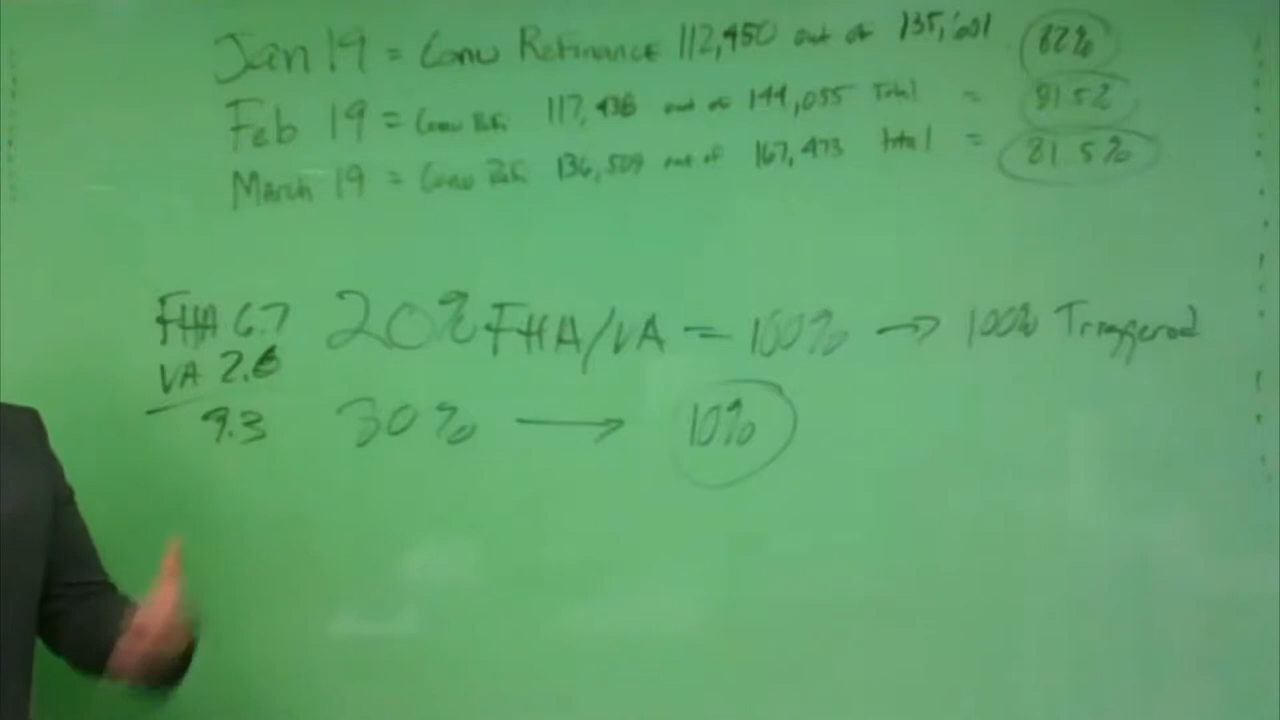 Jan 19 = Conv Refinance 112,450 out of 135, 82%
Feb 19 = Conv Refi 117,436 out of 144,055 Total = 81.5%
March 19 = Conv Refi 136,509 out of 167,473 total = 81.5%
FHA 6.7 20% FHA/VA = 100% → 100% Triggered
VA 2.6
9.3 30% → 10%